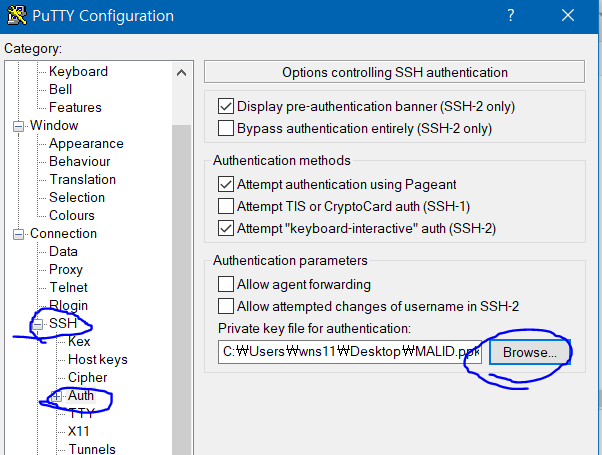 PuTTY Configuration
?
Category:
Keyboard
Bell
Features
Window
Appearance
Behaviour
Translation
Selection
Colours
Connection
Data
Proxy
Telnet
Rlogin
SSH
Kex
Host keys
Cipher
Auth
TTY
X11
Tunnels
Options controlling SSH authentication
Display pre-authentication banner (SSH-2 only)
Bypass authentication entirely (SSH-2 only)
Authentication methods
Attempt authentication using Pageant
Attempt TIS or CryptoCard auth (SSH-1)
Attempt "keyboard-interactive" auth (SSH-2)
Authentication parameters
Allow agent forwarding
Allow attempted changes of username in SSH-2
Private key file for authentication:
C:₩Users₩wns11₩Desktop₩MALID.ppk
Browse...